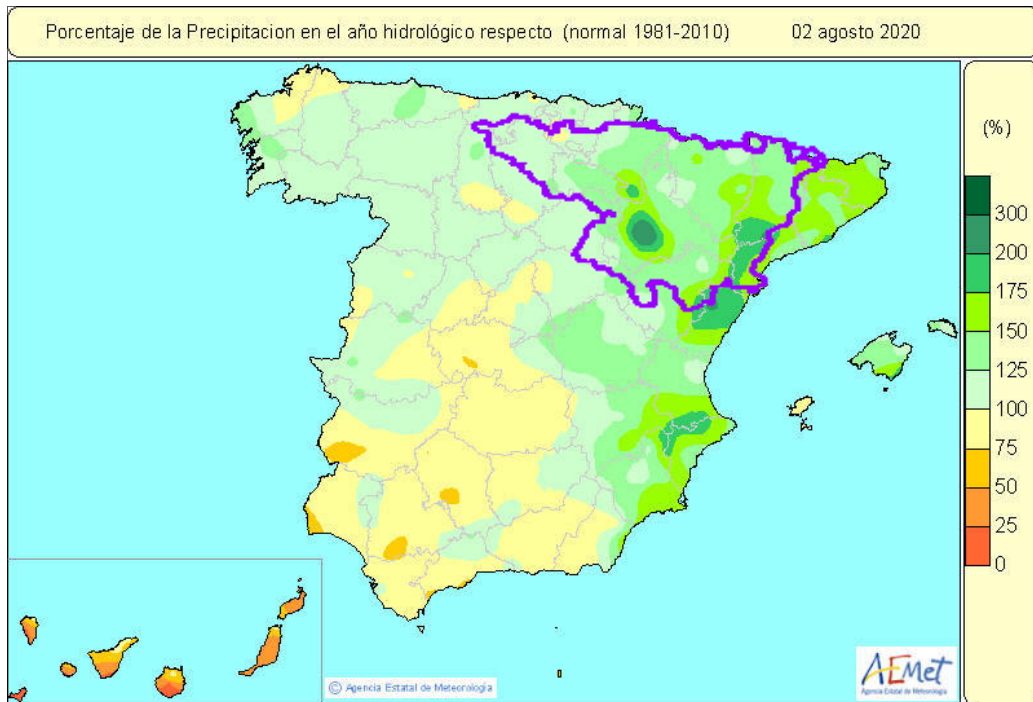 Porcentaje de la Precipitacion en el año hidrológico respecto (normal 1981-2010) 02 agosto 2020
(%)
300
200
175
150
125
100
75
50
25
0
© Agencia Estatal de Meteorología
AEMet
Agencia Estatal de Meteorología